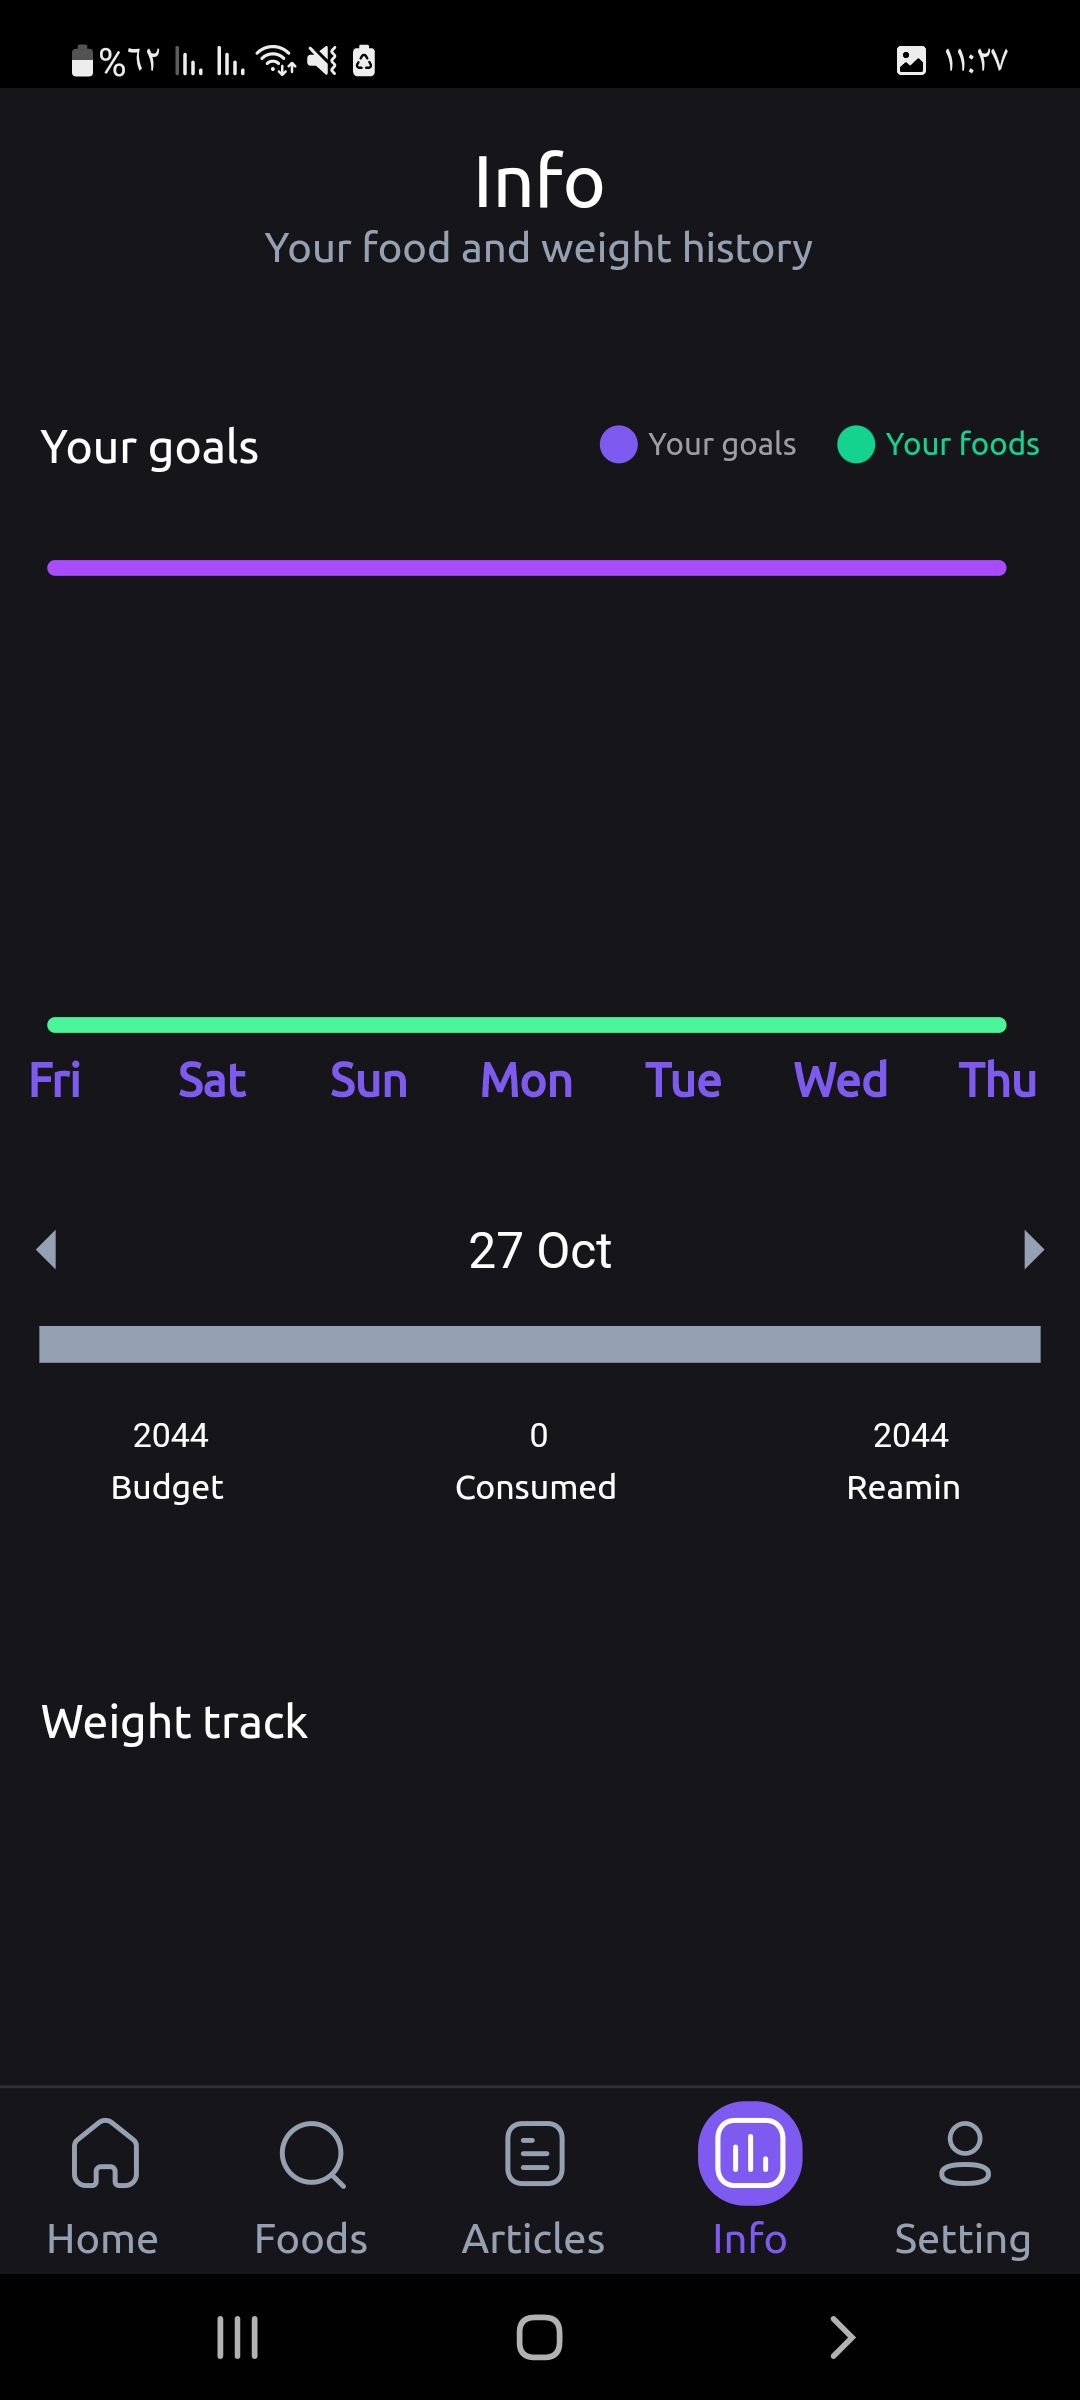 %٦٢ ١١:٢٧
Info
Your food and weight history
Your goals Your goals Your foods
Fri Sat Sun Mon Tue Wed Thu
27 Oct
2044 0 2044
Budget Consumed Reamin
Weight track
Home Foods Articles Info Setting